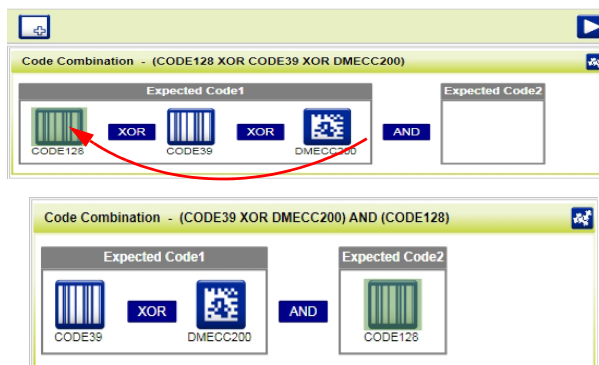 Code Combination - (CODE128 XOR CODE39 XOR DMECC200)
Expected Code1 Expected Code2
XOR XOR AND
CODE128 CODE39 DMECC200
Code Combination - (CODE39 XOR DMECC200) AND (CODE128)
Expected Code1 Expected Code2
XOR AND
CODE39 DMECC200 CODE128